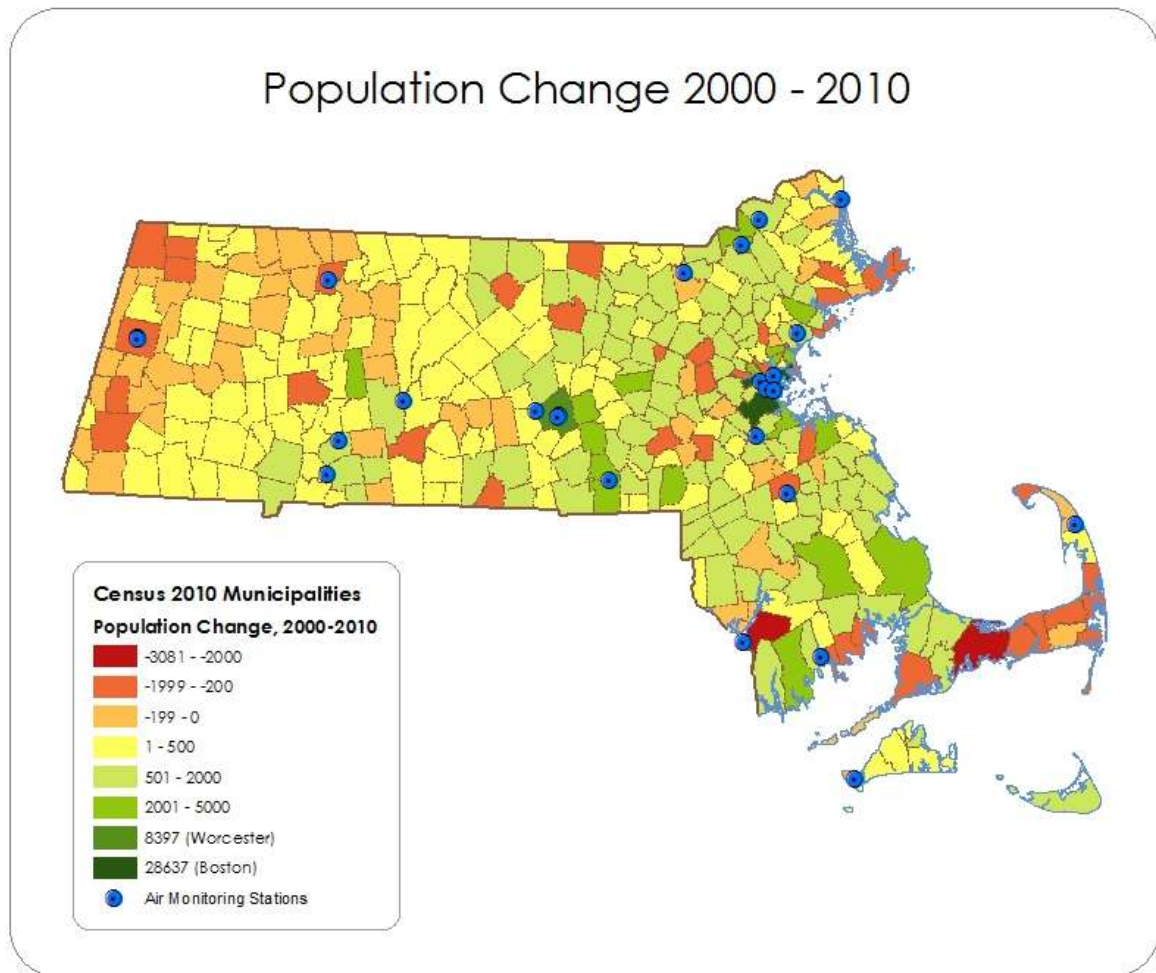 Population Change 2000 - 2010
Census 2010 Municipalities
Population Change, 2000-2010
-3081 - -2000
-1999 - -200
-199 - 0
1 - 500
501 - 2000
2001 - 5000
8397 (Worcester)
28637 (Boston)
Air Monitoring Stations